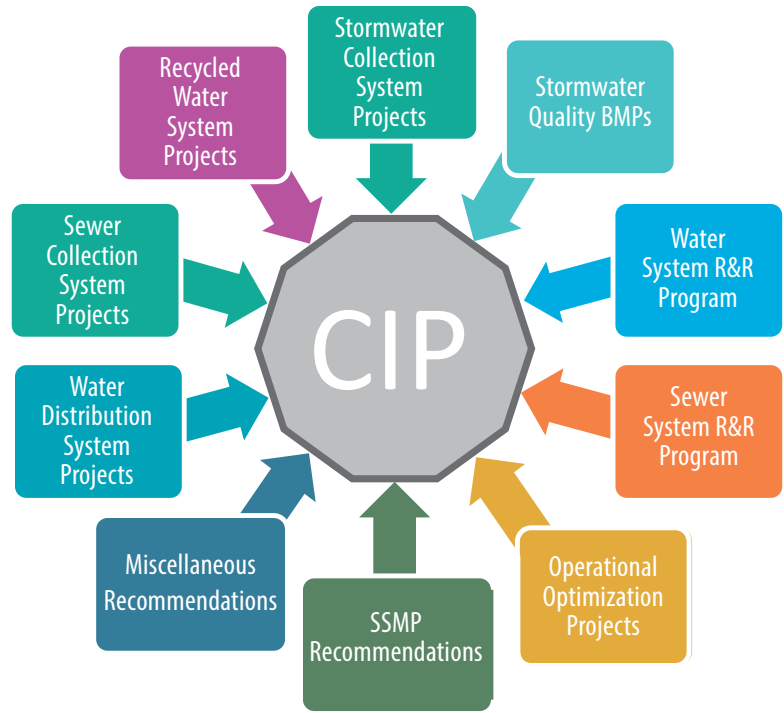 Stormwater
Collection
System
Projects
Recycled
Water
System
Projects
Stormwater
Quality BMPs
Sewer
Collection
System
Projects
Water
System R&R
Program
CIP
Water
Distribution
System
Projects
Sewer
System R&R
Program
Miscellaneous
Recommendations
Operational
Optimization
Projects
SSMP
Recommendations